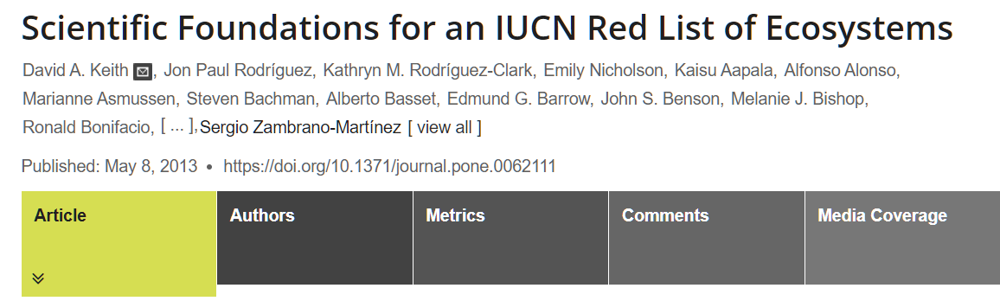 Scientific Foundations for an IUCN Red List of Ecosystems
David A. Keith , Jon Paul Rodríguez, Kathryn M. Rodríguez-Clark, Emily Nicholson, Kaisu Aapala, Alfonso Alonso,
Marianne Asmussen, Steven Bachman, Alberto Basset, Edmund G. Barrow, John S. Benson, Melanie J. Bishop,
Ronald Bonifacio, [ ... ], Sergio Zambrano-Martínez [ view all ]
Published: May 8, 2013 • https://doi.org/10.1371/journal.pone.0062111
Article
Authors
Metrics
Comments
Media Coverage